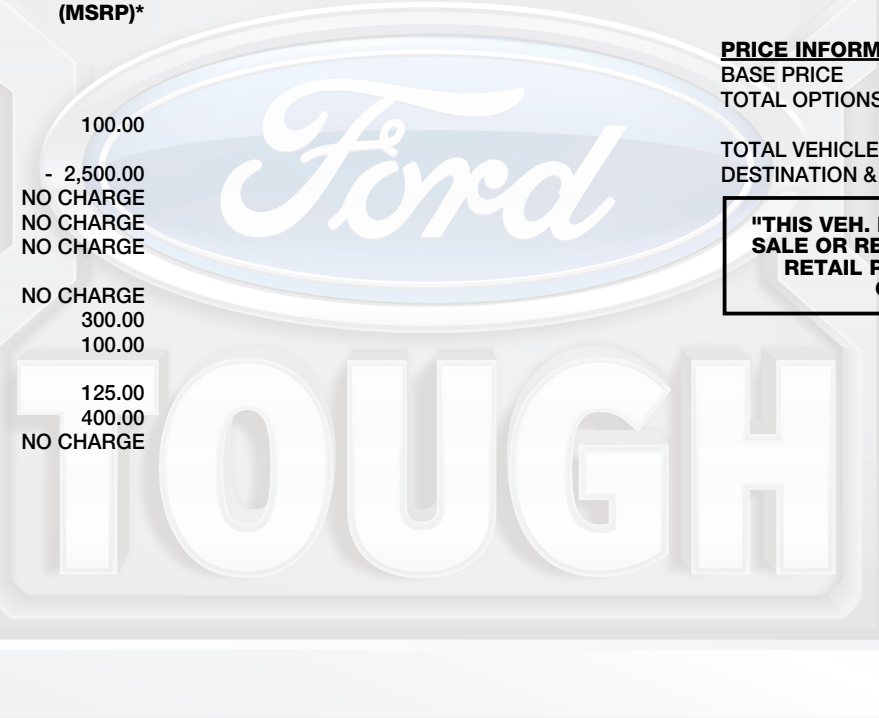 (MSRP)*
100.00
- 2,500.00
NO CHARGE
NO CHARGE
NO CHARGE
NO CHARGE
300.00
100.00
125.00
400.00
NO CHARGE
Ford
TOUGH
PRICE INFORM
BASE PRICE
TOTAL OPTIONS
TOTAL VEHICLE
DESTINATION &
"THIS VEH.
SALE OR RE
RETAIL P